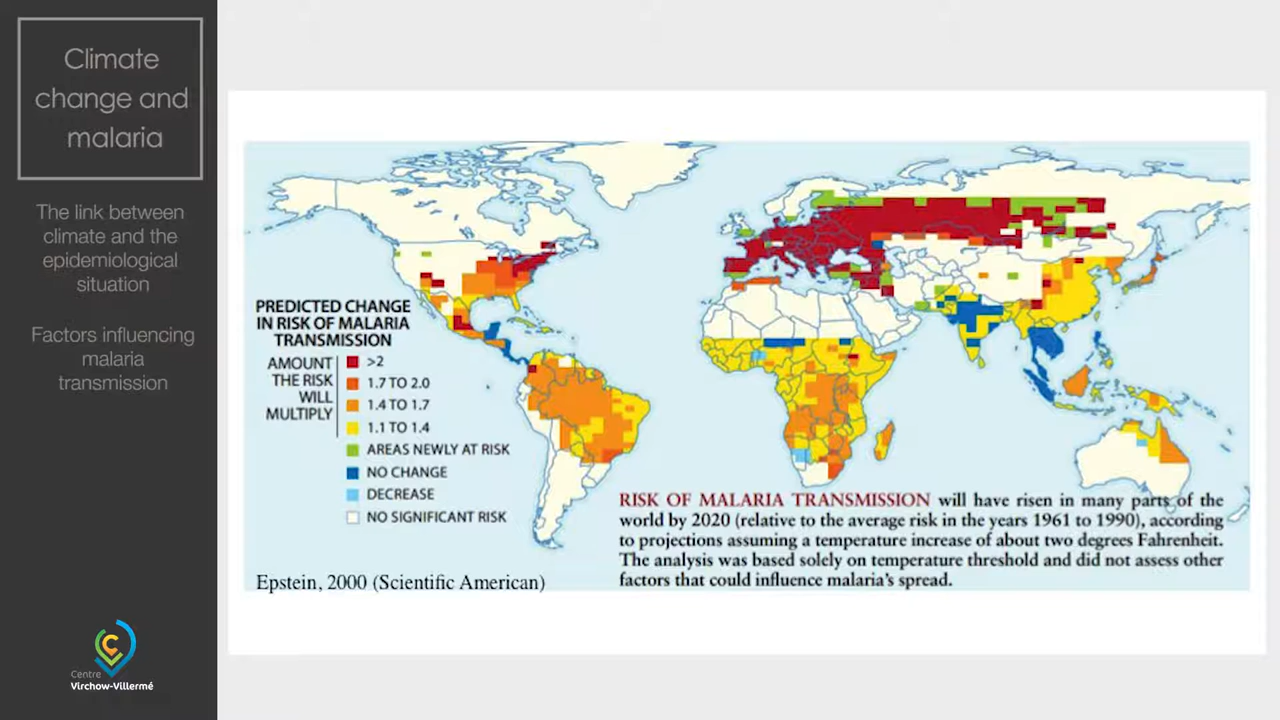 Climate
change and
malaria
The link between
climate and the
epidemiological
situation
Factors influencing
malaria
transmission
Centre
Virchow-Villermé
PREDICTED CHANGE
IN RISK OF MALARIA
TRANSMISSION
AMOUNT
THE RISK
WILL
MULTIPLY
>2
1.7 TO 2.0
1.4 TO 1.7
1.1 TO 1.4
AREAS NEWLY AT RISK
NO CHANGE
DECREASE
NO SIGNIFICANT RISK
Epstein, 2000 (Scientific American)
RISK OF MALARIA TRANSMISSION will have risen in many parts of the
world by 2020 (relative to the average risk in the years 1961 to 1990), according
to projections assuming a temperature increase of about two degrees Fahrenheit.
The analysis was based solely on temperature threshold and did not assess other
factors that could influence malaria's spread.